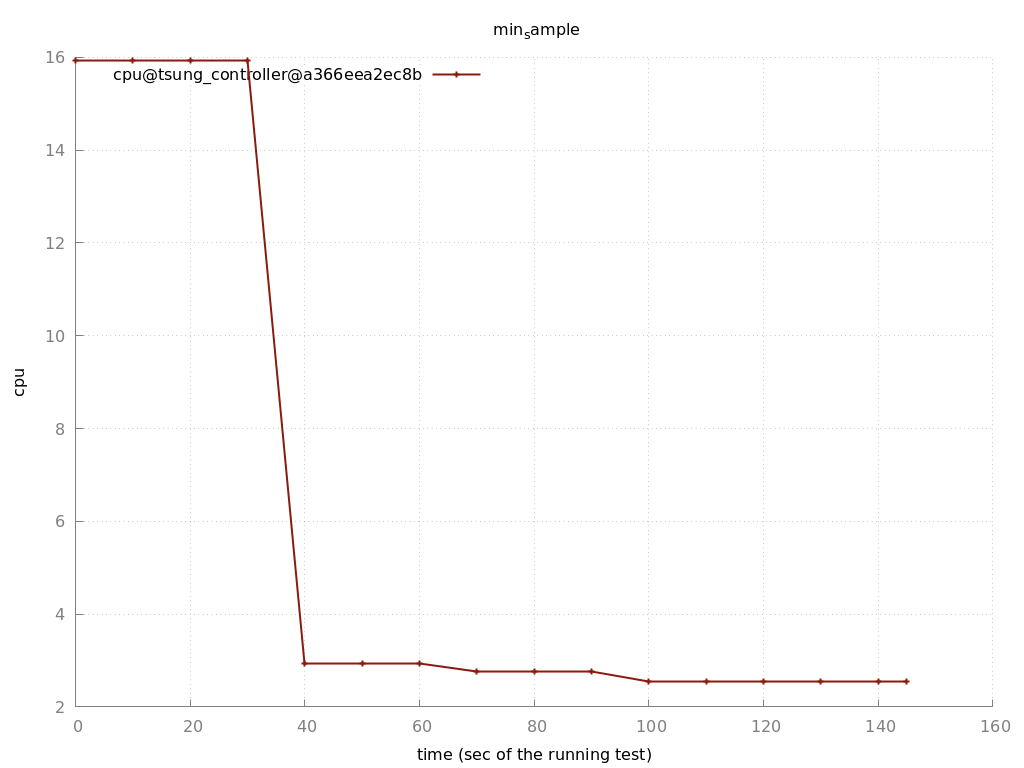 min_sample
16
cpu@tsung_controller@a366eea2ec8b
14
12
10
cpu
8
6
4
2
0 20 40 60 80 100 120 140 160
time (sec of the running test)